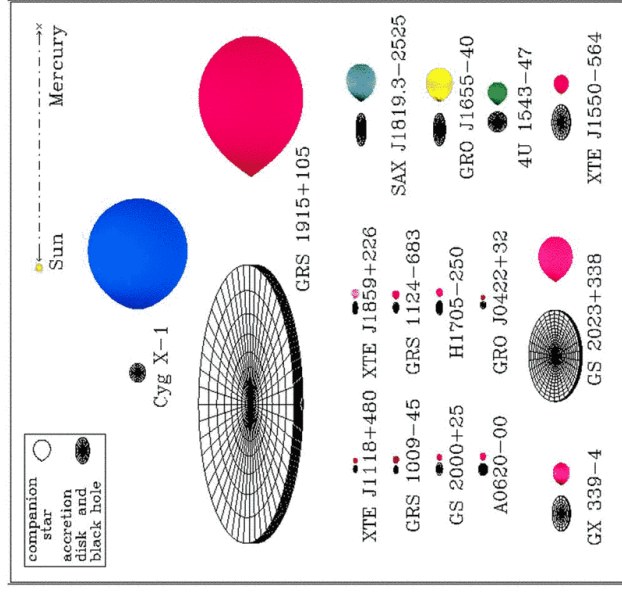 companion
star
accretion
disk and
black hole
Sun
Mercury
Cyg X-1
GRS 1915+105
XTE J1118+480
XTE J1859+226
SAX J1819.3-2525
GRS 1009-45
GRS 1124-683
GRO J1655-40
GS 2000+25
H1705-250
4U 1543-47
A0620-00
GRO J0422+32
XTE J1550-564
GX 339-4
GS 2023+338